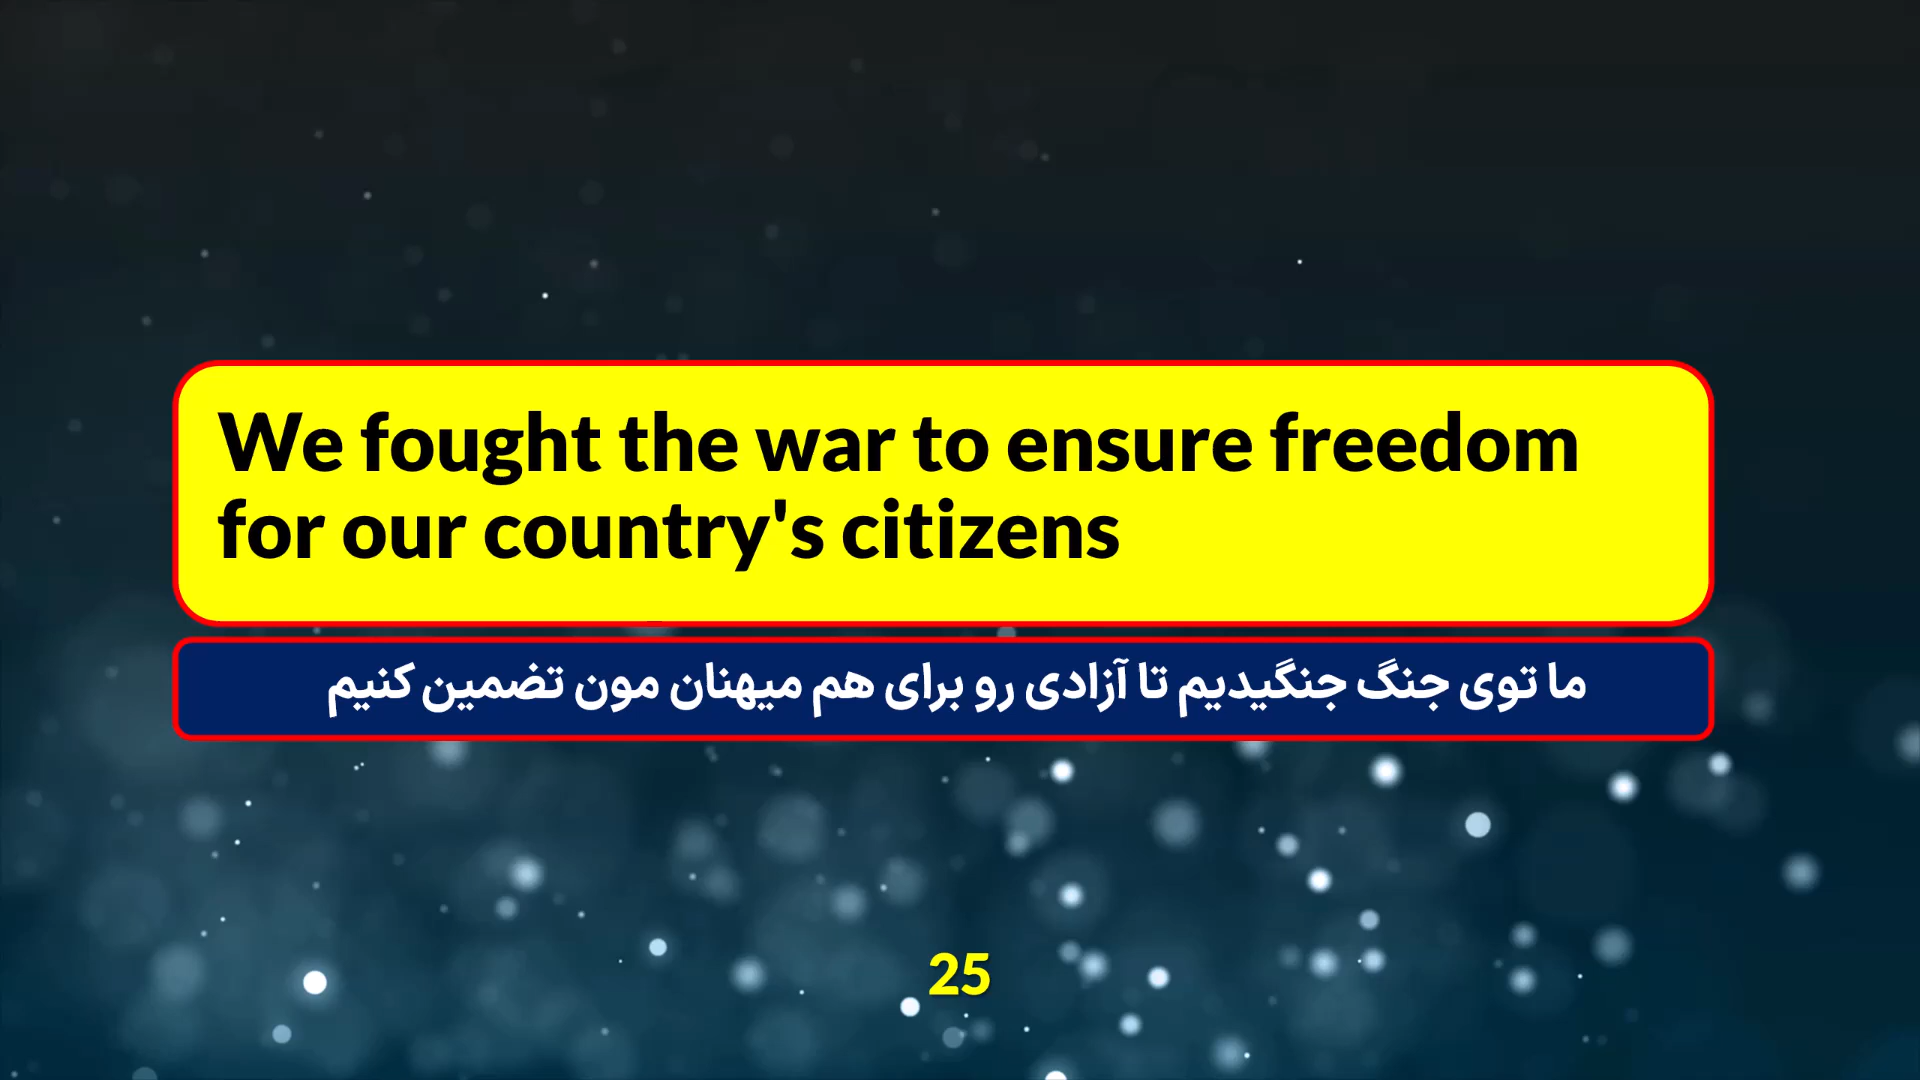 We fought the war to ensure freedom
for our country's citizens
ما توی جنگ جنگیدیم تا آزادی رو برای هم میهنان مون تضمین کنیم
25